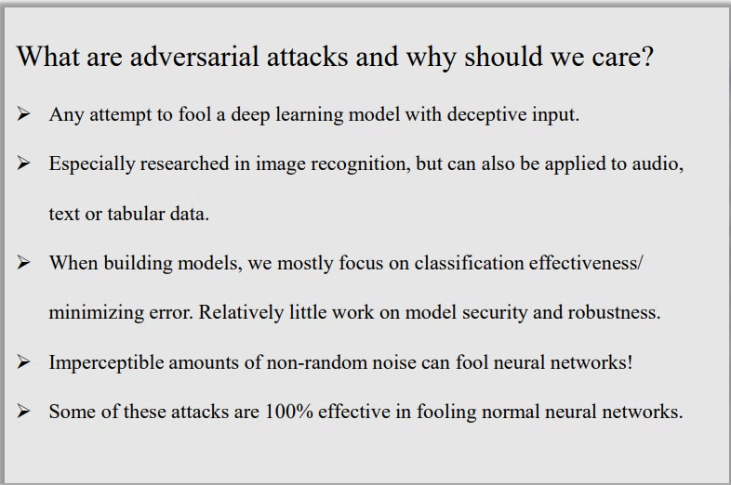 What are adversarial attacks and why should we care?
➢ Any attempt to fool a deep learning model with deceptive input.
➢ Especially researched in image recognition, but can also be applied to audio,
text or tabular data.
➢ When building models, we mostly focus on classification effectiveness/
minimizing error. Relatively little work on model security and robustness.
➢ Imperceptible amounts of non-random noise can fool neural networks!
➢ Some of these attacks are 100% effective in fooling normal neural networks.